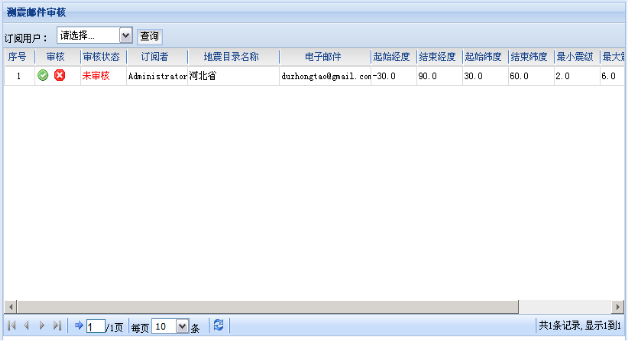 测震邮件审核
订阅用户： 请选择... 查询
序号 审核 审核状态 订阅者 地震目录名称 电子邮件 起始经度 结束经度 起始纬度 结束纬度 最小震级 最大震
1 未审核 Administrator 河北省 duzhongtao@gmail.com -30.0 90.0 30.0 60.0 2.0 6.0
1 /1页 每页 10 条 共1条记录, 显示1到1